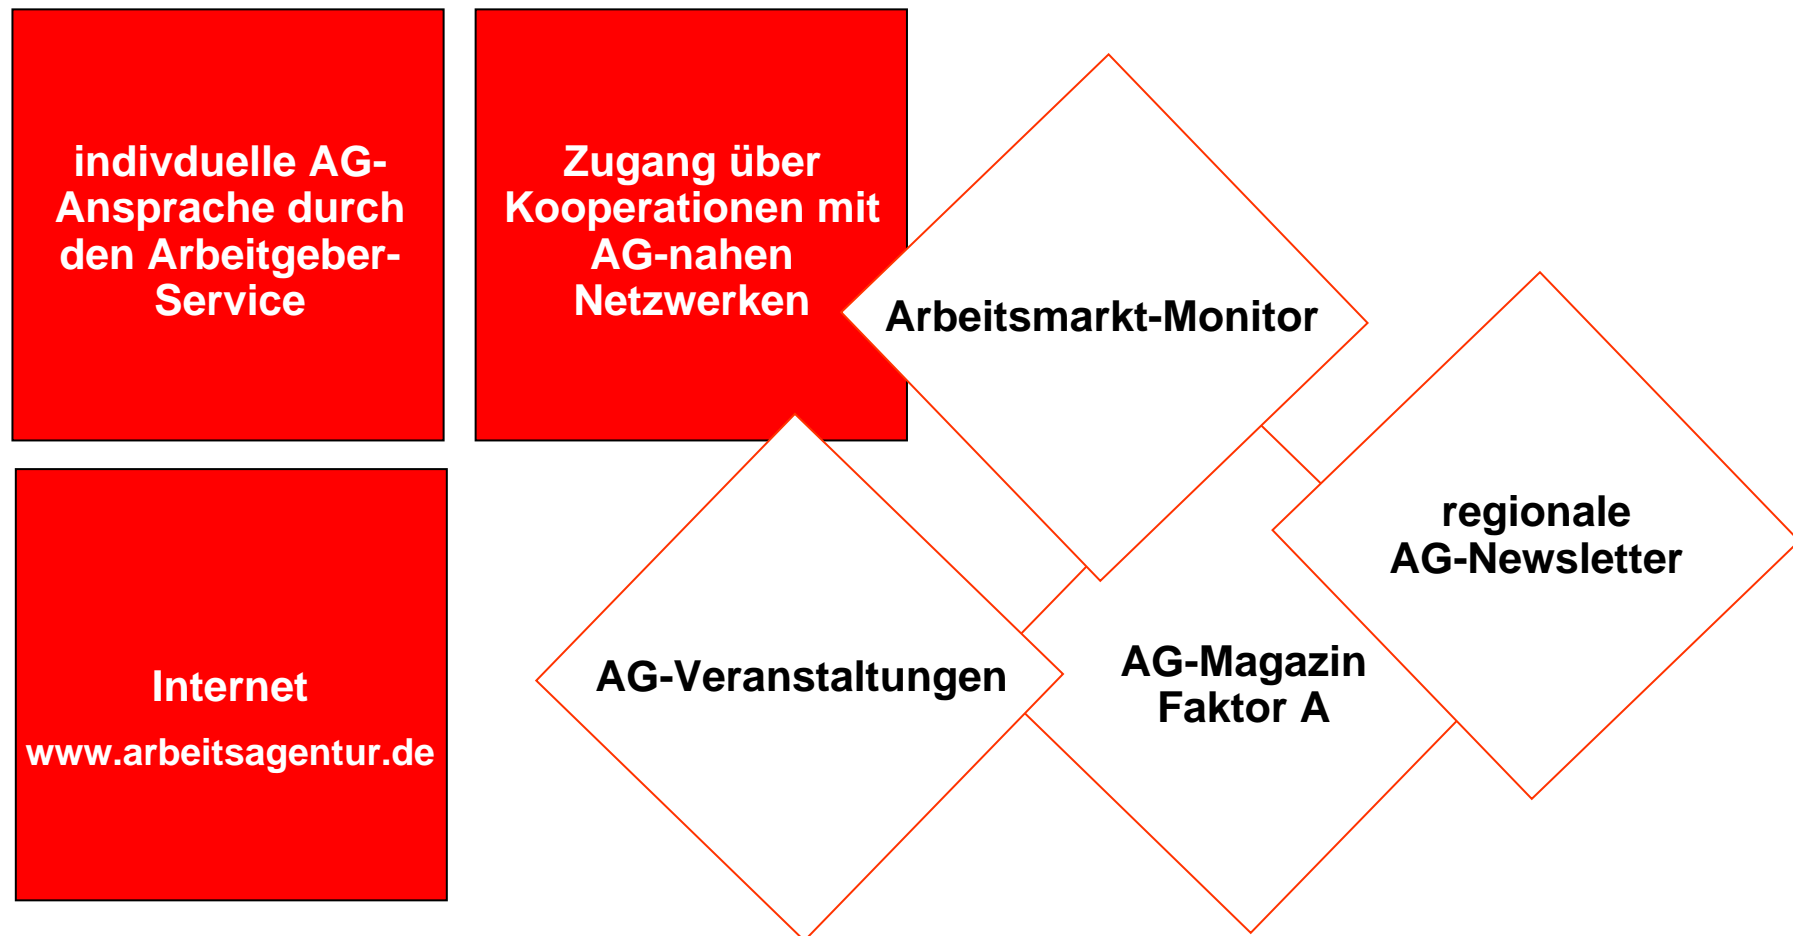 indivduelle AG-
Ansprache durch
den Arbeitgeber-
Service
Zugang über
Kooperationen mit
AG-nahen
Netzwerken
Arbeitsmarkt-Monitor
regionale
AG-Newsletter
Internet
www.arbeitsagentur.de
AG-Veranstaltungen
AG-Magazin
Faktor A